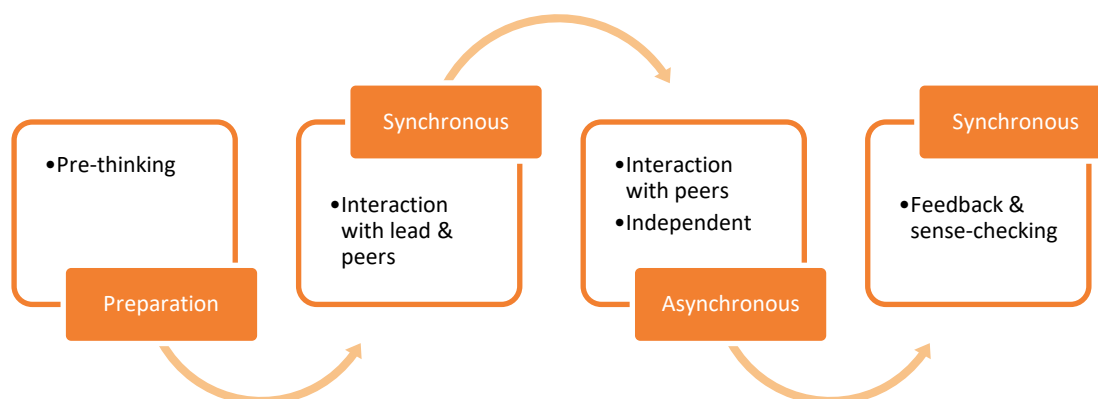 •Pre-thinking
Preparation
Synchronous
•Interaction
with lead &
peers
•Interaction
with peers
•Independent
Asynchronous
Synchronous
•Feedback &
sense-checking